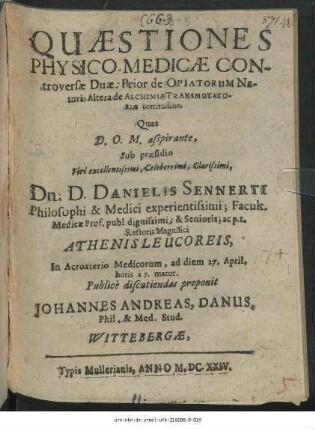 (669)
QUÆSTIONES
PHYSICO-MEDICÆ CON-
troversæ Duæ: Prior de OPIATORUM Na-
turâ: Altera de ALCHIMIÆ TRANSMUTATO-
RIÆ certitudine.
Quas
D. O. M. aspirante,
Sub præsidio
Viri excellentissimi, Celeberrimi, Clarissimi,
Dn: D. DANIELIS SENNERTI
Philosophi & Medici experientissimi; Facult.
Medicæ Prof. publ dignissimi, & Senioris; ac p.t.
Rectoris Magnifici
ATHENIS LEUCOREIS,
In Acroaterio Medicorum, ad diem 27. April.
horis à 7. matut.
Publicè discutiendas proponit
JOHANNES ANDREAS, DANUS,
Phil. & Med. Stud.
WITTEBERGÆ,
Typis Mullerianis, ANNO M.DC.XXIV.